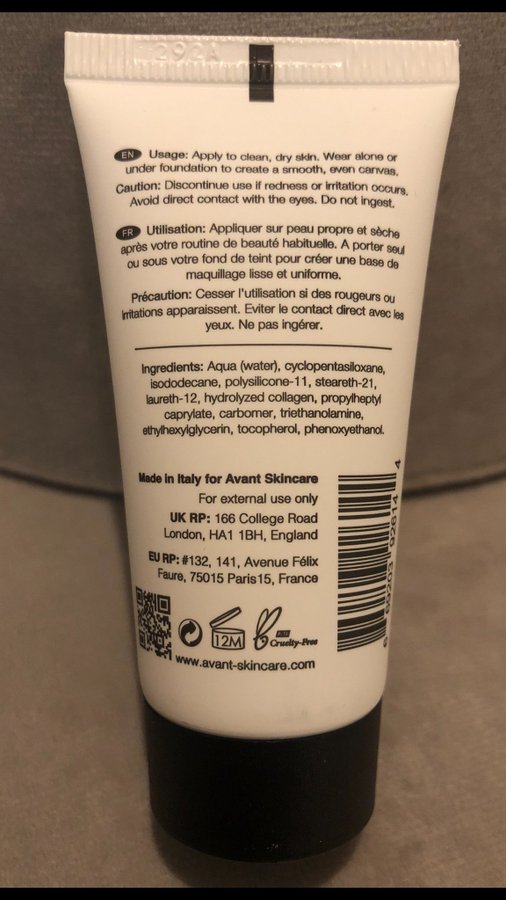 EN Usage: Apply to clean, dry skin. Wear alone or
under foundation to create a smooth, even canvas.
Caution: Discontinue use if redness or irritation occurs.
Avoid direct contact with the eyes. Do not ingest.
FR Utilisation: Appliquer sur peau propre et sèche
après votre routine de beauté habituelle. A porter seul
ou sous votre fond de teint pour créer une base de
maquillage lisse et uniforme.
Précaution: Cesser l'utilisation si des rougeurs ou
irritations apparaissent. Eviter le contact direct avec les
yeux. Ne pas ingérer.
Ingredients: Aqua (water), cyclopentasiloxane,
isododecane, polysilicone-11, steareth-21,
laureth-12, hydrolyzed collagen, propylheptyl
caprylate, carbomer, triethanolamine,
ethylhexylglycerin, tocopherol, phenoxyethanol.
Made in Italy for Avant Skincare
For external use only
UK RP: 166 College Road
London, HA1 1BH, England
EU RP: #132, 141, Avenue Félix
Faure, 75015 Paris15, France
12M
Cruelty-Free
www.avant-skincare.com